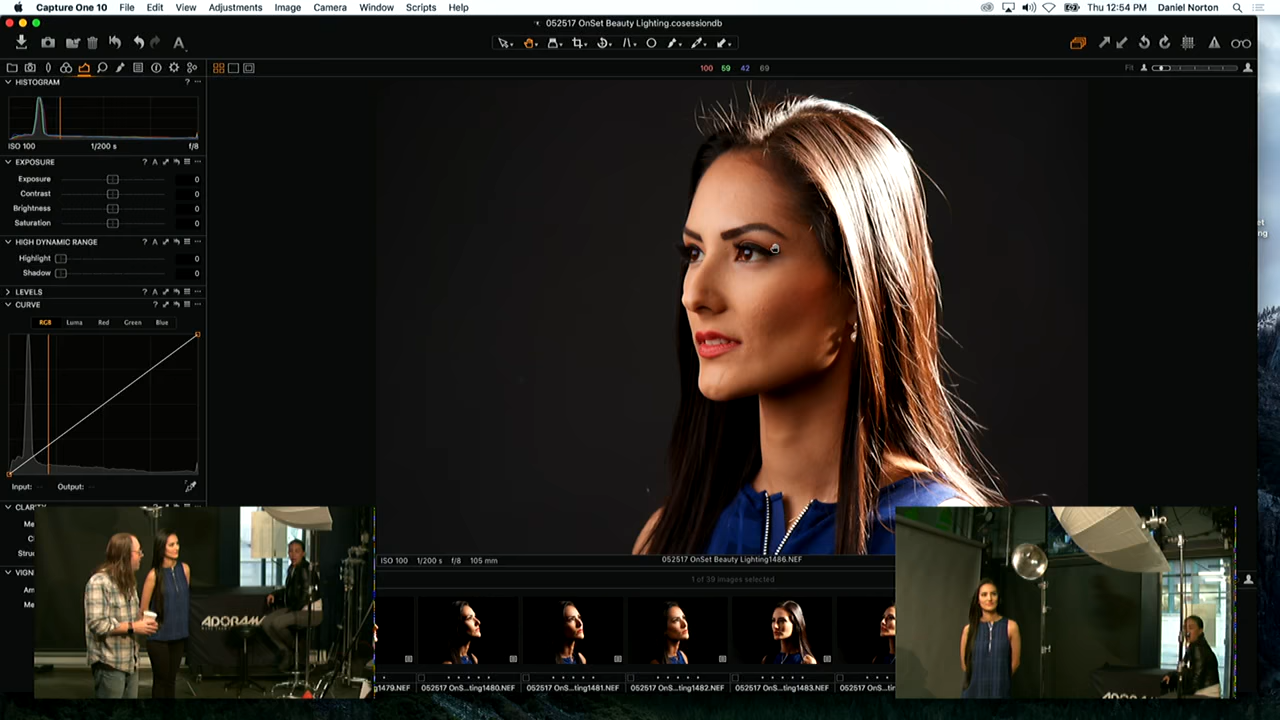 Capture One 10 File Edit View Adjustments Image Camera Window Scripts Help Thu 12:54 PM Daniel Norton
052517 OnSet Beauty Lighting.cosessiondb
100 59 42 69
Fit
HISTOGRAM
ISO 100 1/200 s f/8
EXPOSURE
Exposure 0
Contrast 0
Brightness 0
Saturation 0
HIGH DYNAMIC RANGE
Highlight 0
Shadow 0
LEVELS
CURVE
RGB Luma Red Green Blue
Input: -- Output: --
ISO 100 1/200 s f/8 105 mm 052517 OnSet Beauty Lighting1486.NEF
1 of 39 images selected
ADORAMA
1479.NEF 052517 OnS...ting1480.NEF 052517 OnS...ting1481.NEF 052517 OnS...ting1482.NEF 052517 OnS...ting1483.NEF